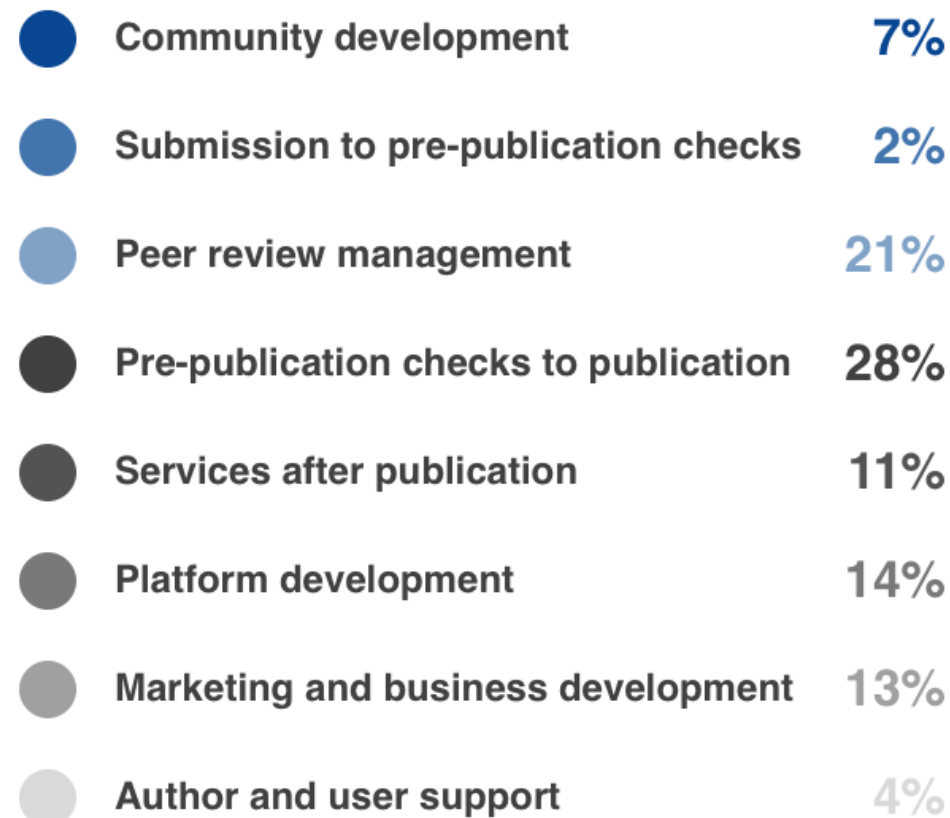 Community development 7%
Submission to pre-publication checks 2%
Peer review management 21%
Pre-publication checks to publication 28%
Services after publication 11%
Platform development 14%
Marketing and business development 13%
Author and user support 4%